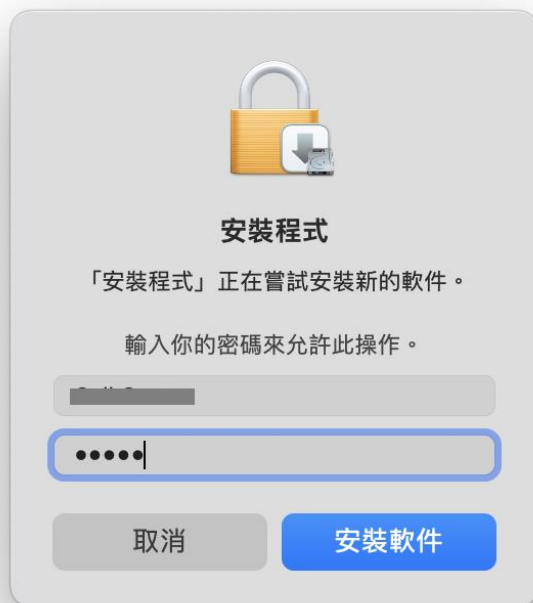 安裝程式
「安裝程式」正在嘗試安裝新的軟件。
輸入你的密碼來允許此操作。
•••••
取消
安裝軟件